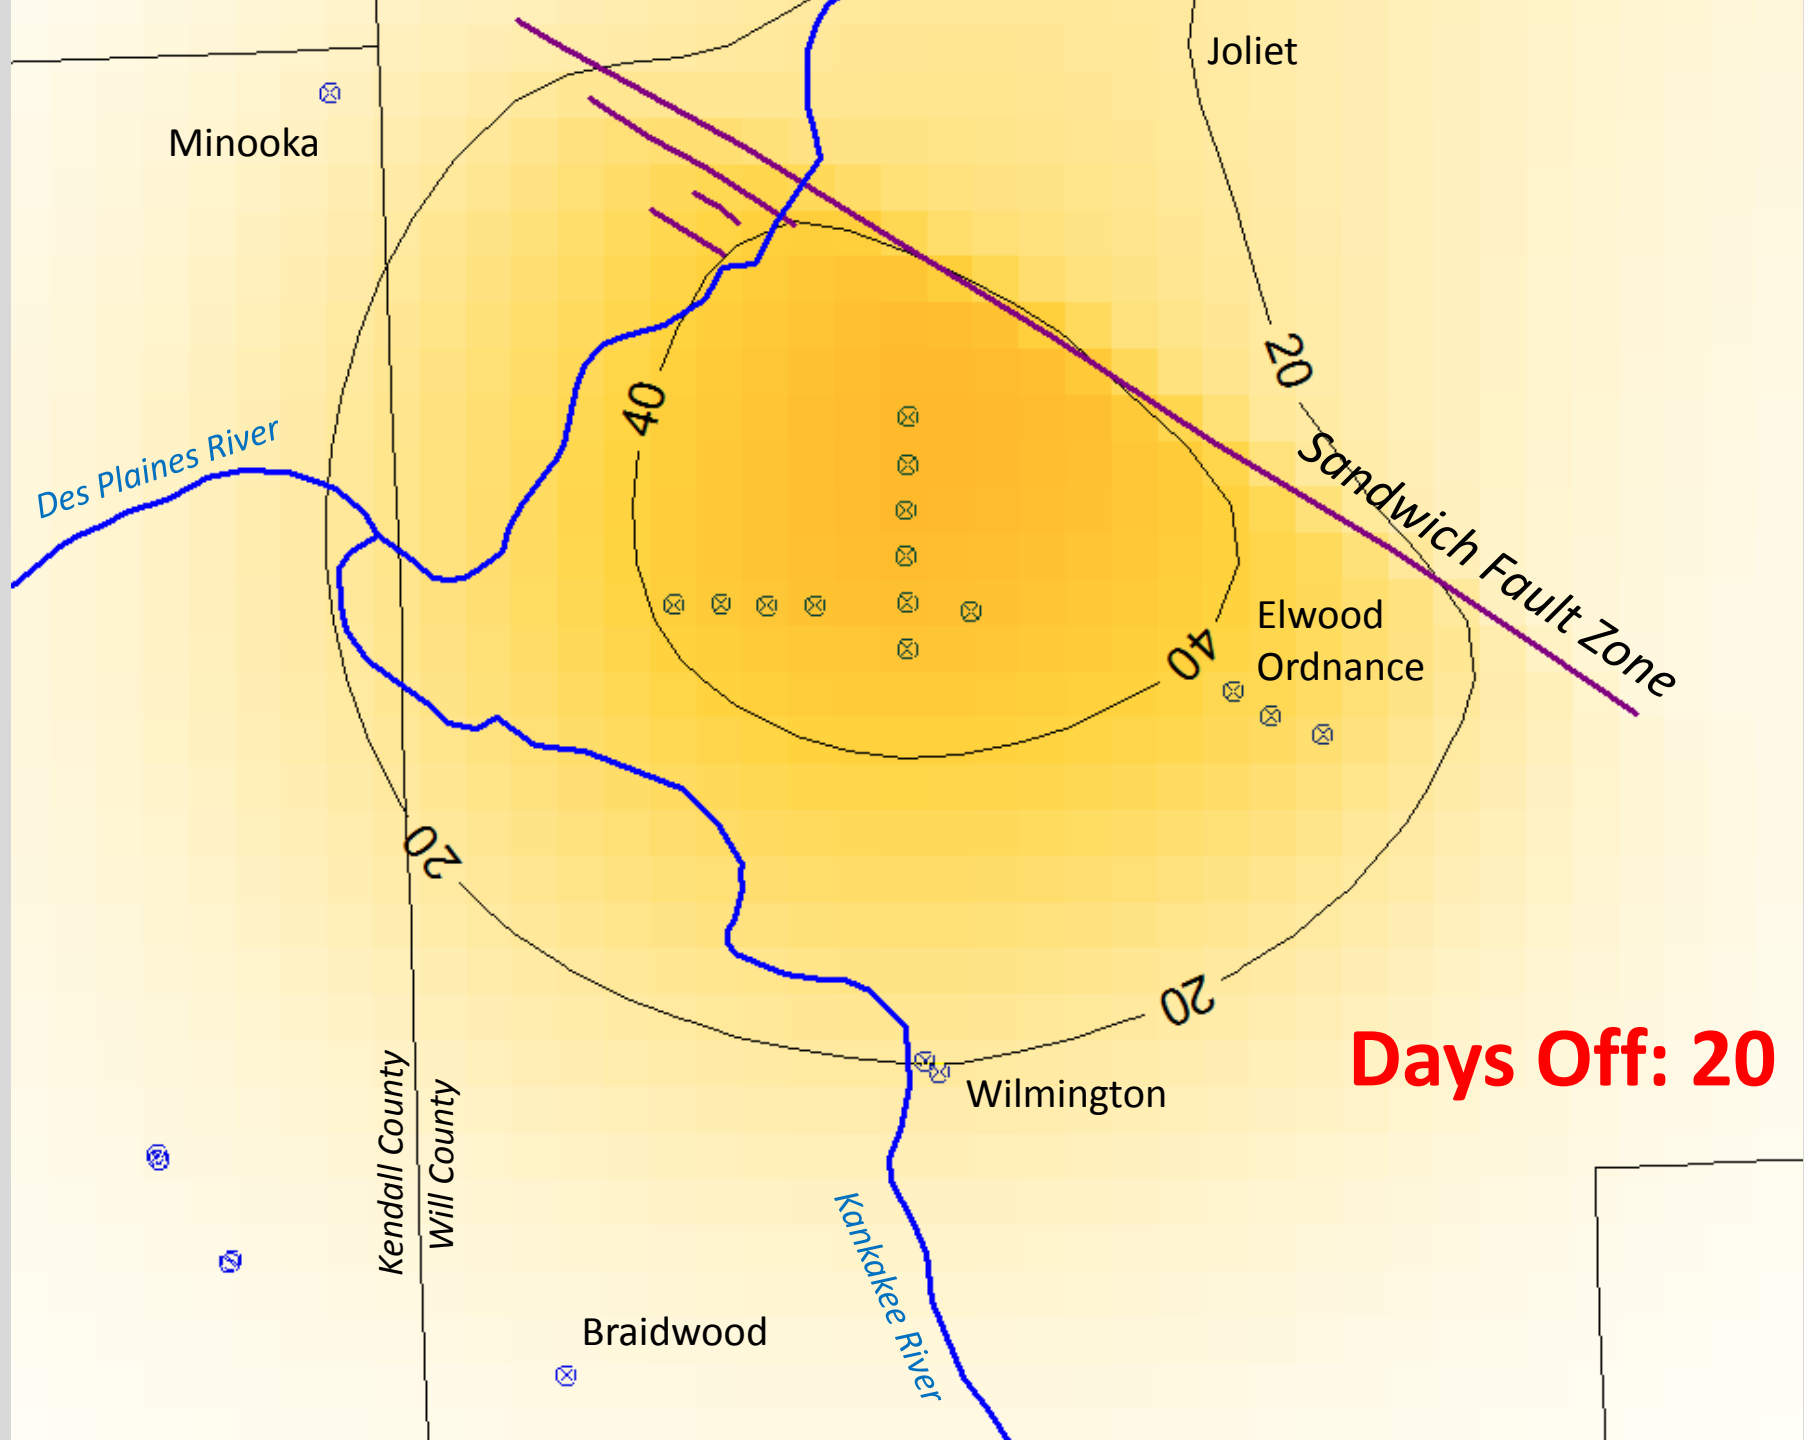 Joliet
Minooka
20
40
Des Plaines River
Sandwich Fault Zone
Elwood
Ordnance
40
20
20
Days Off: 20
Wilmington
Kendall County
Will County
Kankakee River
Braidwood